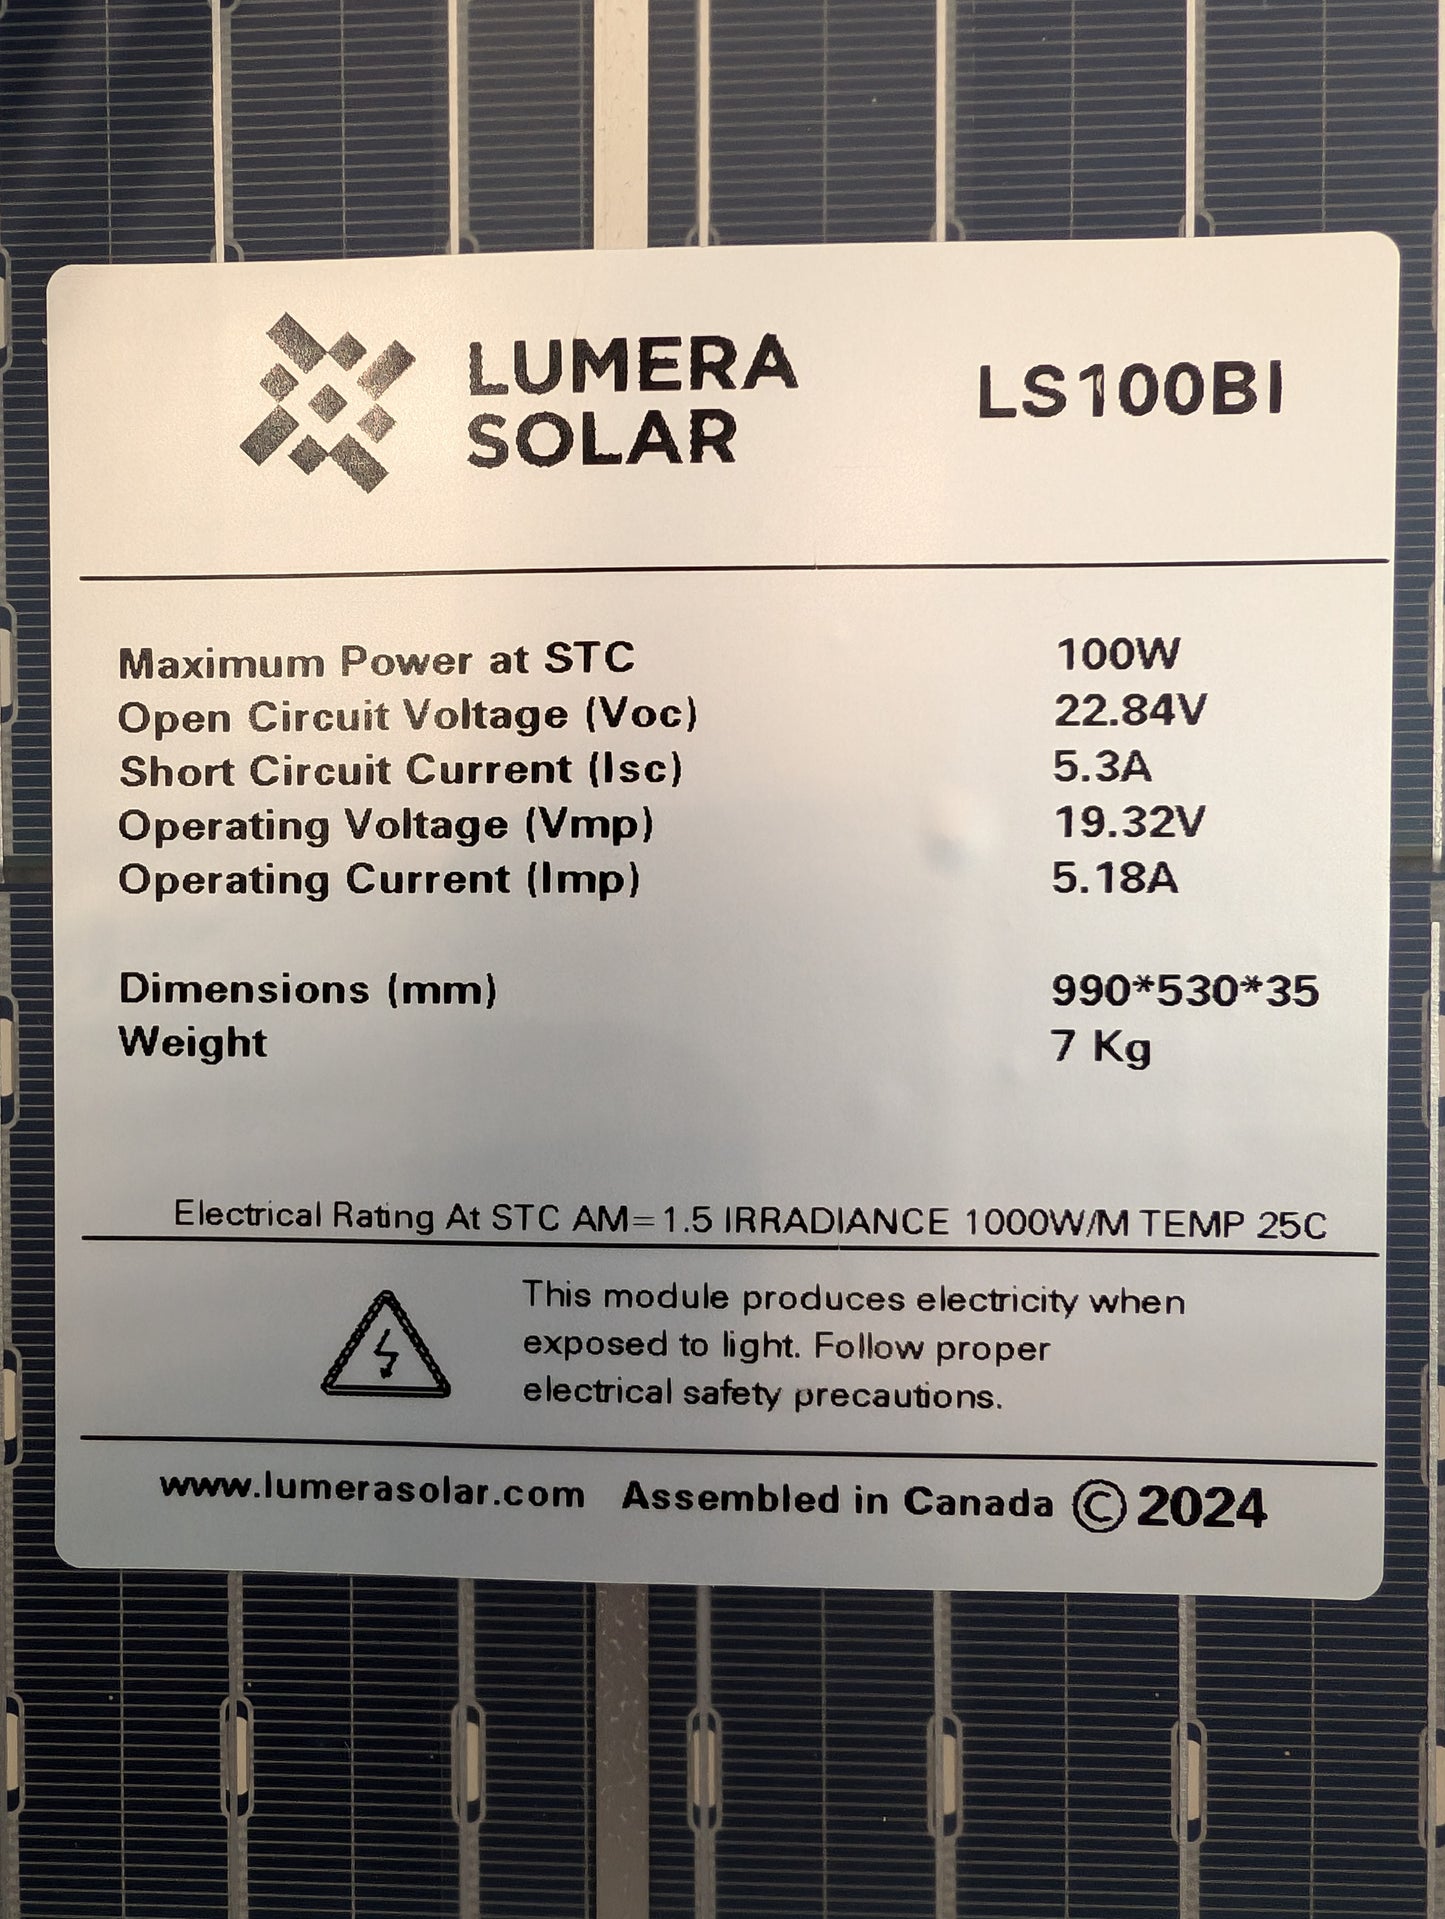 LUMERA
SOLAR
LS100BI
Maximum Power at STC 100W
Open Circuit Voltage (Voc) 22.84V
Short Circuit Current (Isc) 5.3A
Operating Voltage (Vmp) 19.32V
Operating Current (Imp) 5.18A
Dimensions (mm) 990*530*35
Weight 7 Kg
Electrical Rating At STC AM=1.5 IRRADIANCE 1000W/M TEMP 25C
This module produces electricity when
exposed to light. Follow proper
electrical safety precautions.
www.lumerasolar.com Assembled in Canada © 2024